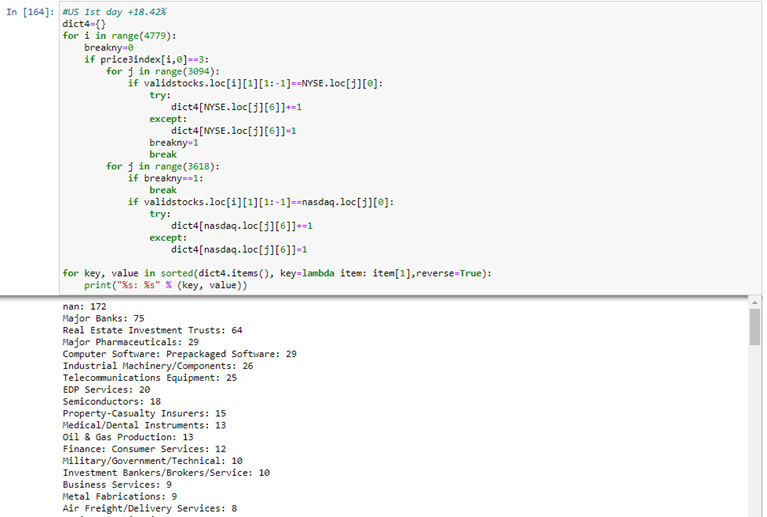 In [164]: #US 1st day +18.42%
dict4={}
for i in range(4779):
    breakny=0
    if price3index[i,0]==3:
        for j in range(3094):
            if validstocks.loc[i][1][1:-1]==NYSE.loc[j][0]:
                try:
                    dict4[NYSE.loc[j][6]]+=1
                except:
                    dict4[NYSE.loc[j][6]]=1
                breakny=1
                break
        for j in range(3618):
            if breakny==1:
                break
            if validstocks.loc[i][1][1:-1]==nasdaq.loc[j][0]:
                try:
                    dict4[nasdaq.loc[j][6]]+=1
                except:
                    dict4[nasdaq.loc[j][6]]=1
for key, value in sorted(dict4.items(), key=lambda item: item[1],reverse=True):
    print("%s: %s" % (key, value))
nan: 172
Major Banks: 75
Real Estate Investment Trusts: 64
Major Pharmaceuticals: 29
Computer Software: Prepackaged Software: 29
Industrial Machinery/Components: 26
Telecommunications Equipment: 25
EDP Services: 20
Semiconductors: 18
Property-Casualty Insurers: 15
Medical/Dental Instruments: 13
Oil & Gas Production: 13
Finance: Consumer Services: 12
Military/Government/Technical: 10
Investment Bankers/Brokers/Service: 10
Business Services: 9
Metal Fabrications: 9
Air Freight/Delivery Services: 8